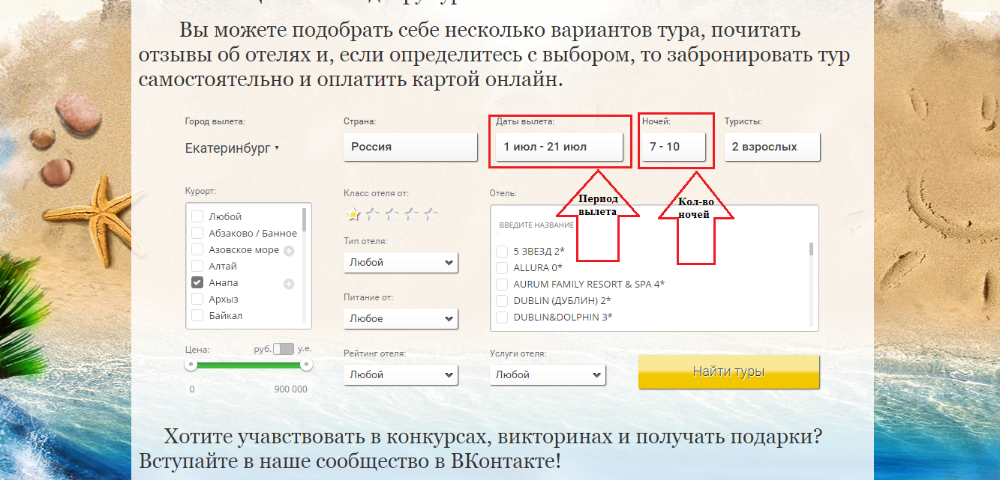 Вы можете подобрать себе несколько вариантов тура, почитать
отзывы об отелях и, если определитесь с выбором, то забронировать тур
самостоятельно и оплатить картой онлайн.
Город вылета: Страна: Даты вылета: Ночей: Туристы:
Екатеринбург Россия 1 июл - 21 июл 7 - 10 2 взрослых
Курорт:
Любой
Абзаково / Банное
Азовское море
Алтай
Анапа
Архыз
Байкал
Цена: руб. у.е.
0 900 000
Класс отеля от:
Тип отеля:
Любой
Питание от:
Любое
Рейтинг отеля:
Любой
Отель:
Период
вылета
Кол-во
ночей
ВВЕДИТЕ НАЗВАНИЕ
5 ЗВЕЗД 2*
ALLURA 0*
AURUM FAMILY RESORT & SPA 4*
DUBLIN (ДУБЛИН) 2*
DUBLIN&DOLPHIN 3*
Услуги отеля:
Любой
Найти туры
Хотите учавствовать в конкурсах, викторинах и получать подарки?
Вступайте в наше сообщество в ВКонтакте!